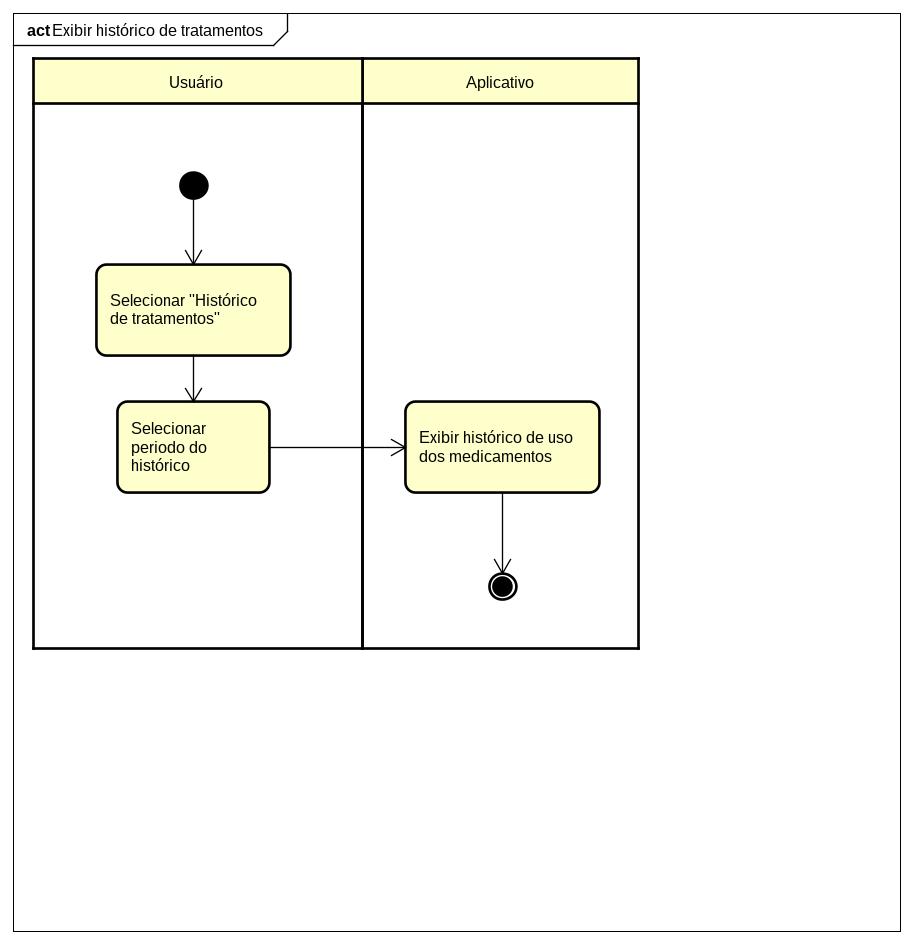 act Exibir histórico de tratamentos
Usuário
Aplicativo
Selecionar "Histórico
de tratamentos"
Selecionar
periodo do
histórico
Exibir histórico de uso
dos medicamentos